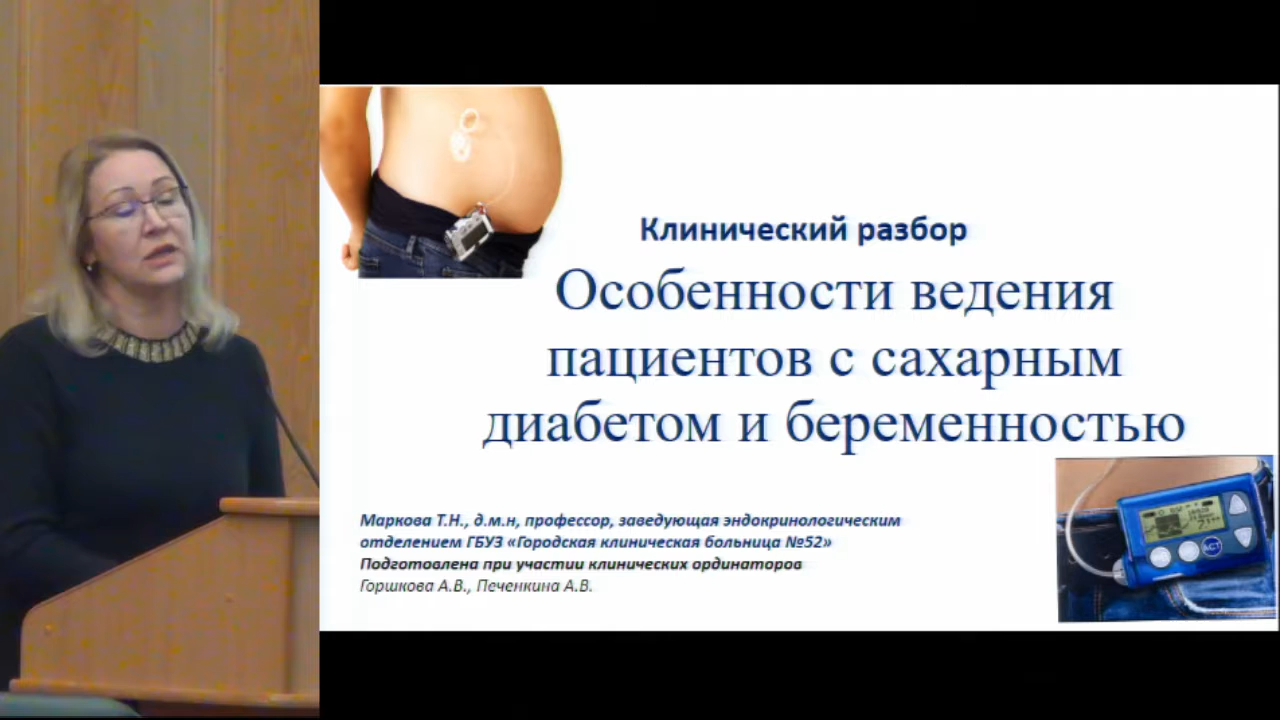 Клинический разбор
Особенности ведения
пациентов с сахарным
диабетом и беременностью
Маркова Т.Н., д.м.н, профессор, заведующая эндокринологическим
отделением ГБУЗ «Городская клиническая больница №52»
Подготовлена при участии клинических ординаторов
Горшкова А.В., Печенкина А.В.
ACT